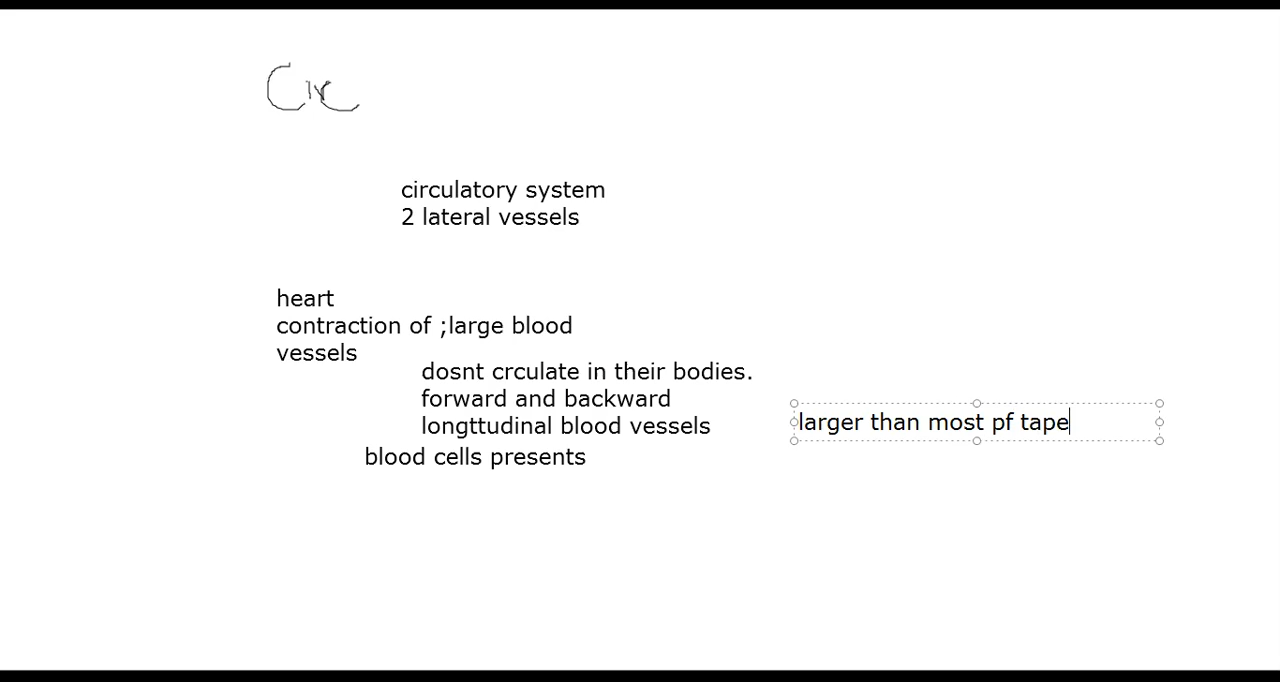 Circ
circulatory system
2 lateral vessels
heart
contraction of ;large blood
vessels
dosnt crculate in their bodies.
forward and backward
longttudinal blood vessels
larger than most pf tape
blood cells presents